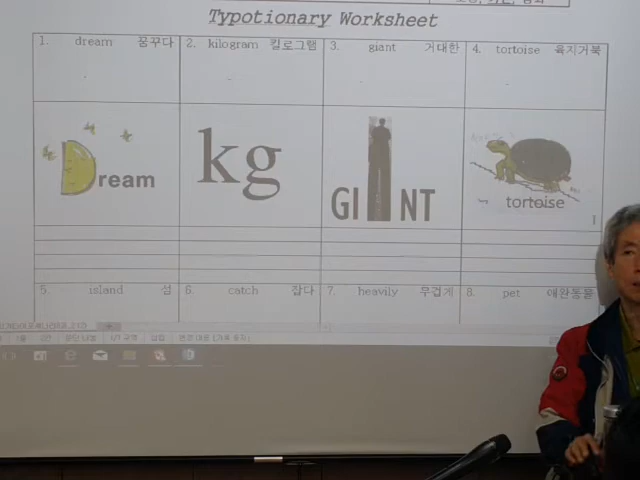 Typotionary Worksheet
1. dream 꿈꾸다 2. kilogram 킬로그램 3. giant 거대한 4. tortoise 육지거북
Dream
kg
GIANT
tortoise
5. island 섬 6. catch 잡다 7. heavily 무겁게 8. pet 애완동물